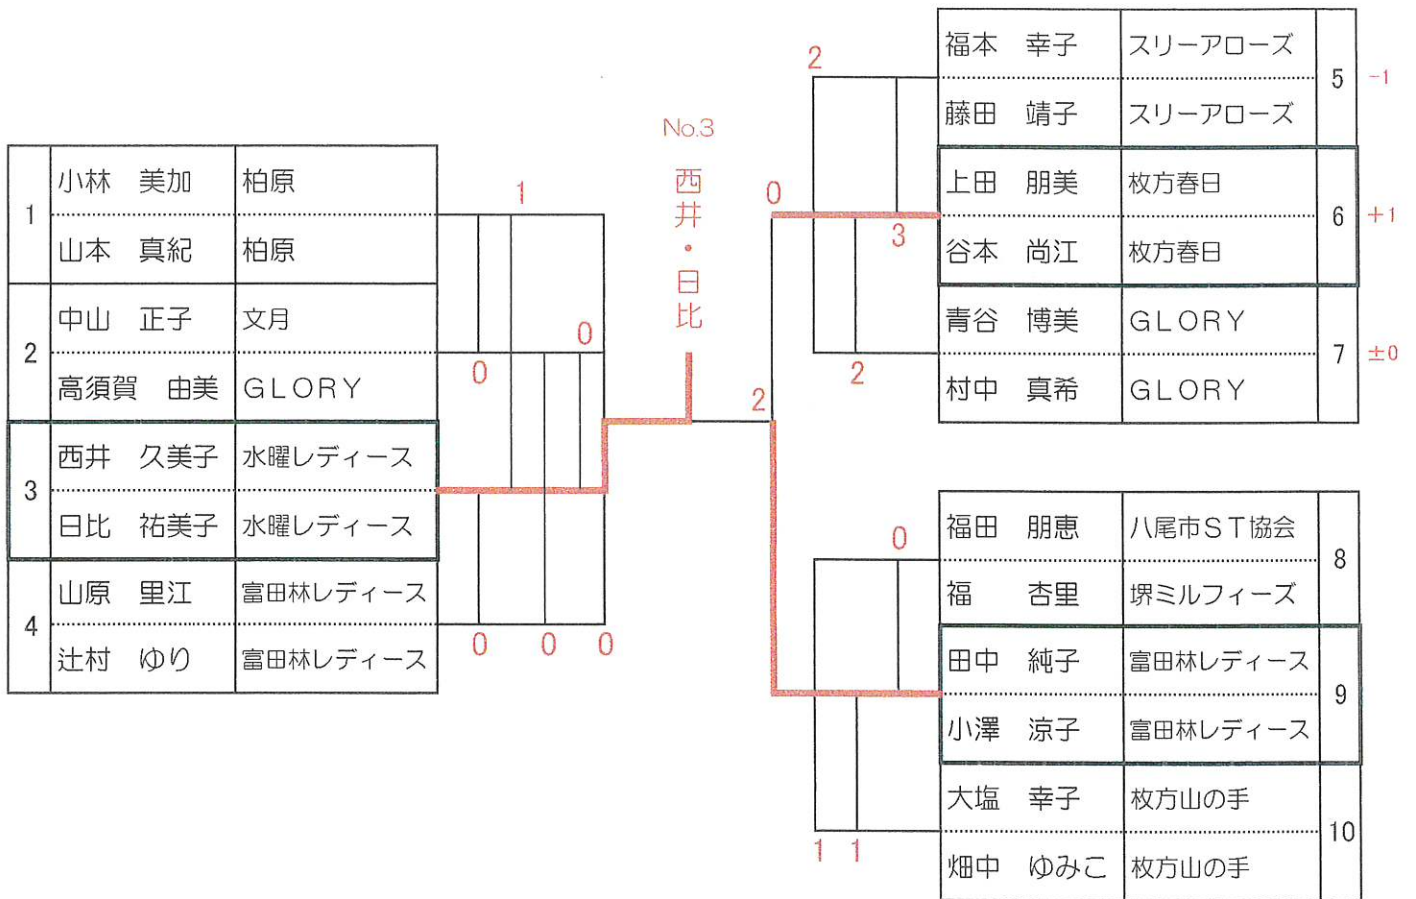 No.3
西井・日比
1
小林 美加 柏原
山本 真紀 柏原
2
中山 正子 文月
高須賀 由美 GLORY
3
西井 久美子 水曜レディース
日比 祐美子 水曜レディース
4
山原 里江 富田林レディース
辻村 ゆり 富田林レディース
1
0
0
0
0
0
2
0
3
2
2
0
1
1
福本 幸子 スリーアローズ
藤田 靖子 スリーアローズ
5 -1
上田 朋美 枚方春日
谷本 尚江 枚方春日
6 +1
青谷 博美 GLORY
村中 真希 GLORY
7 ±0
福田 朋恵 八尾市ST協会
福 杏里 堺ミルフィーズ
8
田中 純子 富田林レディース
小澤 涼子 富田林レディース
9
大塩 幸子 枚方山の手
畑中 ゆみこ 枚方山の手
10